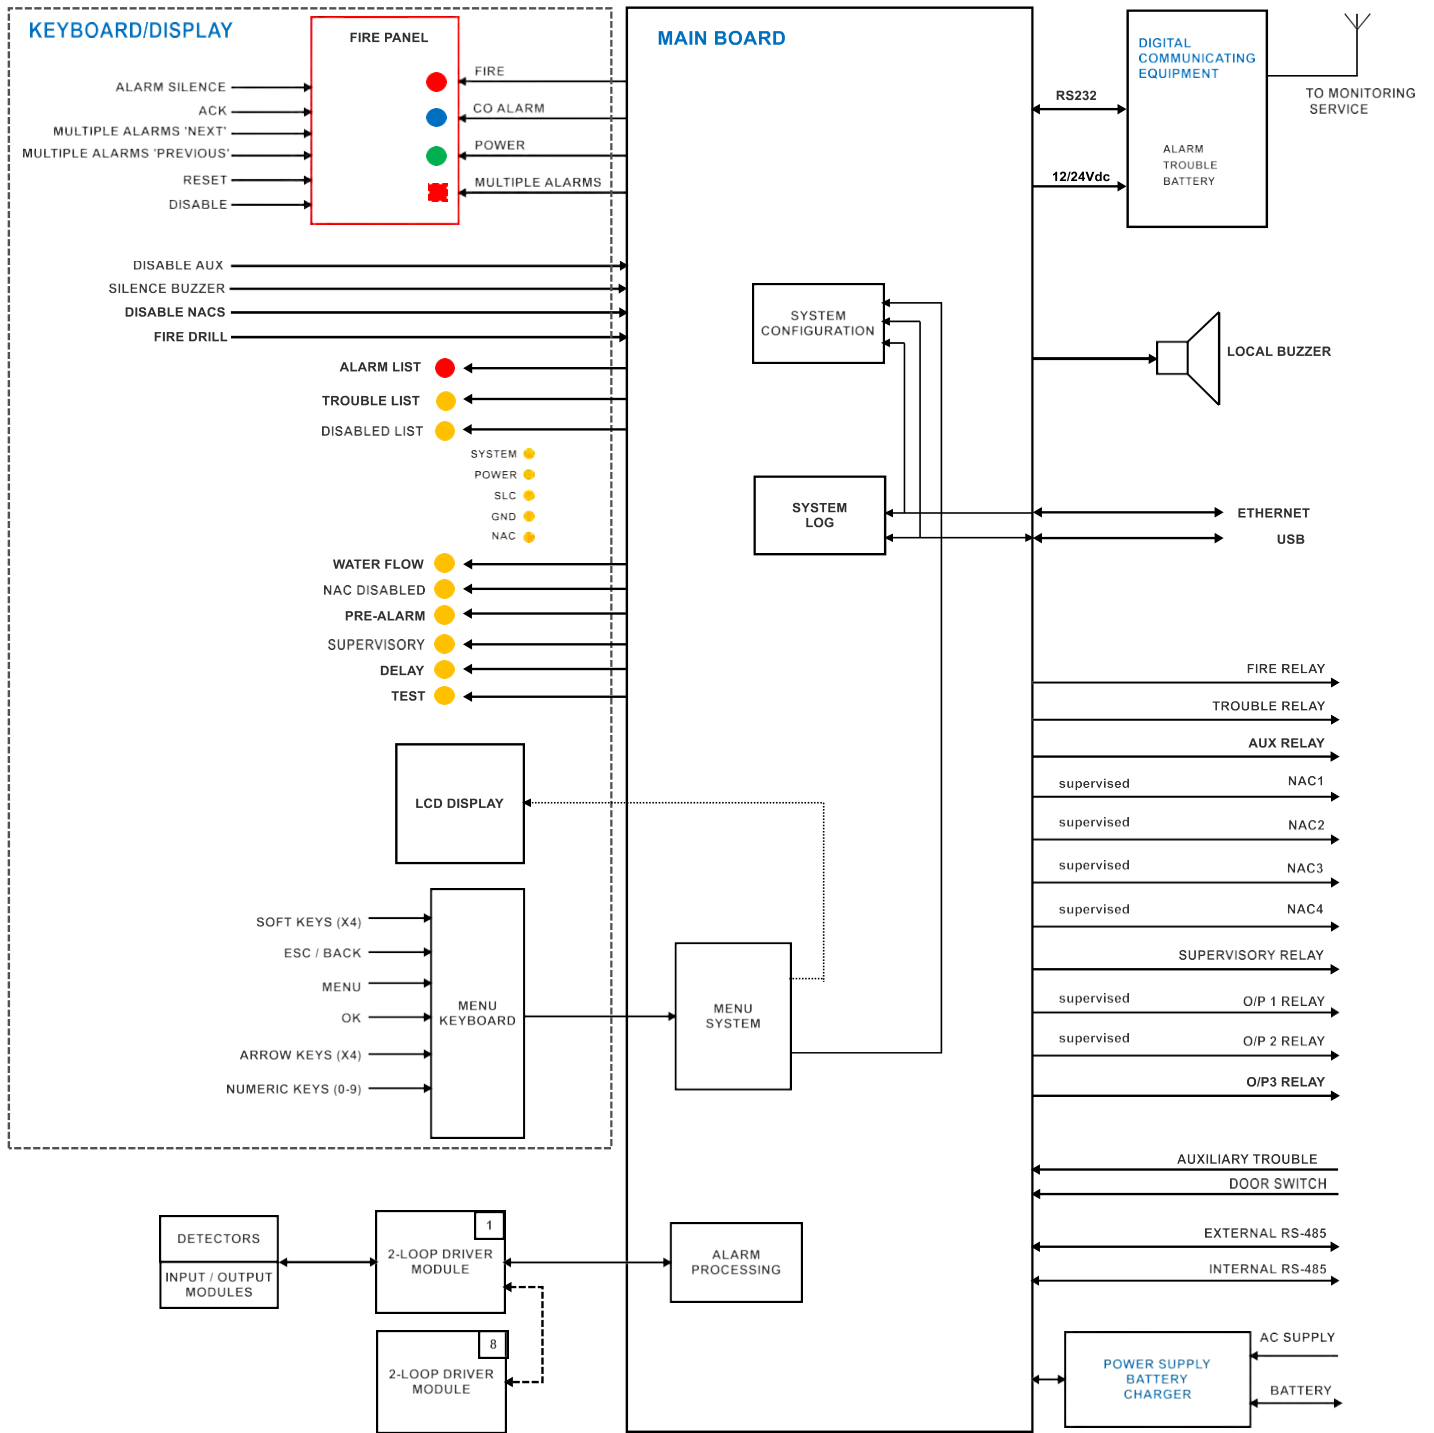 KEYBOARD/DISPLAY
FIRE PANEL
ALARM SILENCE
ACK
MULTIPLE ALARMS 'NEXT'
MULTIPLE ALARMS 'PREVIOUS'
RESET
DISABLE
FIRE
CO ALARM
POWER
MULTIPLE ALARMS
DISABLE AUX
SILENCE BUZZER
DISABLE NACS
FIRE DRILL
ALARM LIST
TROUBLE LIST
DISABLED LIST
SYSTEM
POWER
SLC
GND
NAC
WATER FLOW
NAC DISABLED
PRE-ALARM
SUPERVISORY
DELAY
TEST
LCD DISPLAY
SOFT KEYS (X4)
ESC / BACK
MENU
OK
ARROW KEYS (X4)
NUMERIC KEYS (0-9)
MENU
KEYBOARD
DETECTORS
INPUT / OUTPUT
MODULES
1
2-LOOP DRIVER
MODULE
8
2-LOOP DRIVER
MODULE
MAIN BOARD
SYSTEM
CONFIGURATION
SYSTEM
LOG
MENU
SYSTEM
ALARM
PROCESSING
RS232
12/24Vdc
DIGITAL
COMMUNICATING
EQUIPMENT
ALARM
TROUBLE
BATTERY
TO MONITORING
SERVICE
LOCAL BUZZER
ETHERNET
USB
FIRE RELAY
TROUBLE RELAY
AUX RELAY
supervised NAC1
supervised NAC2
supervised NAC3
supervised NAC4
SUPERVISORY RELAY
supervised O/P 1 RELAY
supervised O/P 2 RELAY
O/P3 RELAY
AUXILIARY TROUBLE
DOOR SWITCH
EXTERNAL RS-485
INTERNAL RS-485
POWER SUPPLY
BATTERY
CHARGER
AC SUPPLY
BATTERY